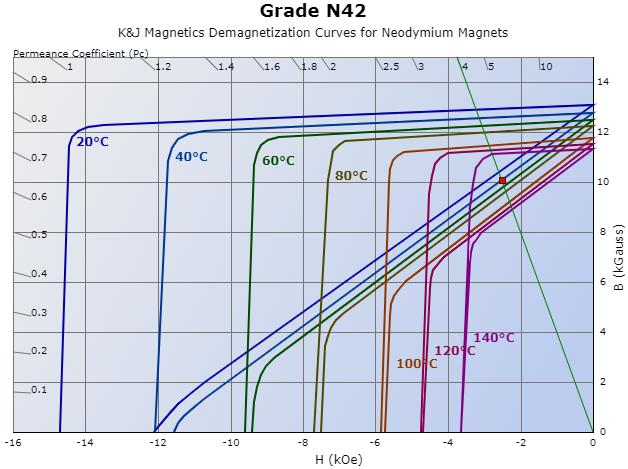 Grade N42
K&J Magnetics Demagnetization Curves for Neodymium Magnets
Permeance Coefficient (Pc)
1 1.2 1.4 1.6 1.8 2 2.5 3 4 5 10
0.9
0.8
0.7
0.6
0.5
0.4
0.3
0.2
0.1
20°C
40°C
60°C
80°C
100°C
120°C
140°C
14
12
10
8
6
4
2
0
B (kGauss)
-16 -14 -12 -10 -8 -6 -4 -2 0
H (kOe)